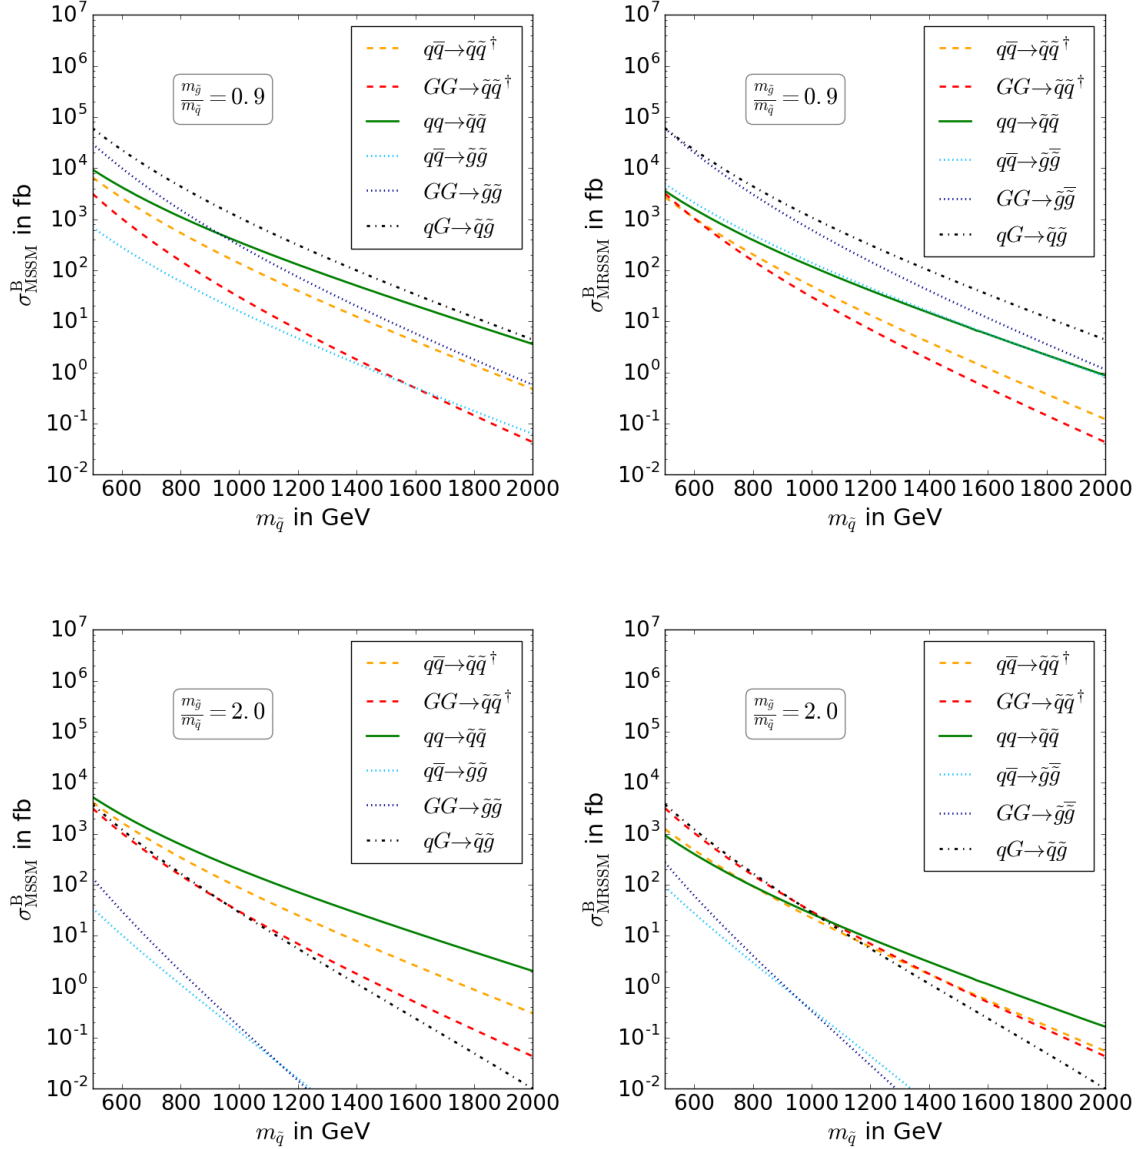 10^7
10^6
10^5
10^4
10^3
10^2
10^1
10^0
10^-1
10^-2
σ^B_MSSM in fb
m_g̃/m_q̃ = 0.9
qq̅→q̃q̃†
GG→q̃q̃†
qq→q̃q̃
qq̅→g̃g̃
GG→g̃g̃
qG→q̃g̃
600 800 1000 1200 1400 1600 1800 2000
m_q̃ in GeV
10^7
10^6
10^5
10^4
10^3
10^2
10^1
10^0
10^-1
10^-2
σ^B_MRSSM in fb
m_g̃/m_q̃ = 0.9
qq̅→q̃q̃†
GG→q̃q̃†
qq→q̃q̃
qq̅→g̃g̃̅
GG→g̃g̃̅
qG→q̃g̃
600 800 1000 1200 1400 1600 1800 2000
m_q̃ in GeV
10^7
10^6
10^5
10^4
10^3
10^2
10^1
10^0
10^-1
10^-2
σ^B_MSSM in fb
m_g̃/m_q̃ = 2.0
qq̅→q̃q̃†
GG→q̃q̃†
qq→q̃q̃
qq̅→g̃g̃
GG→g̃g̃
qG→q̃g̃
600 800 1000 1200 1400 1600 1800 2000
m_q̃ in GeV
10^7
10^6
10^5
10^4
10^3
10^2
10^1
10^0
10^-1
10^-2
σ^B_MRSSM in fb
m_g̃/m_q̃ = 2.0
qq̅→q̃q̃†
GG→q̃q̃†
qq→q̃q̃
qq̅→g̃g̃̅
GG→g̃g̃̅
qG→q̃g̃
600 800 1000 1200 1400 1600 1800 2000
m_q̃ in GeV